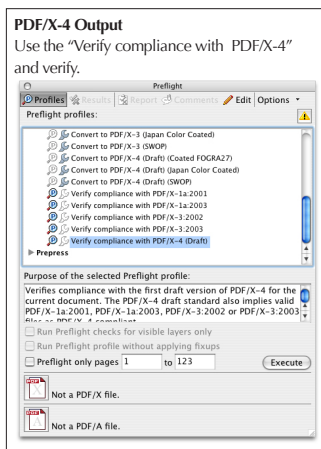 PDF/X-4 Output
Use the “Verify compliance with PDF/X-4”
and verify.
Preflight
Profiles Results Report Comments Edit Options
Preflight profiles:
Convert to PDF/X-3 (Japan Color Coated)
Convert to PDF/X-3 (SWOP)
Convert to PDF/X-4 (Draft) (Coated FOGRA27)
Convert to PDF/X-4 (Draft) (Japan Color Coated)
Convert to PDF/X-4 (Draft) (SWOP)
Verify compliance with PDF/X-1a:2001
Verify compliance with PDF/X-1a:2003
Verify compliance with PDF/X-3:2002
Verify compliance with PDF/X-3:2003
Verify compliance with PDF/X-4 (Draft)
Prepress
Purpose of the selected Preflight profile:
Verifies compliance with the first draft version of PDF/X-4 for the
current document. The PDF/X-4 draft standard also implies valid
PDF/X-1a:2001, PDF/X-1a:2003, PDF/X-3:2002 or PDF/X-3:2003
files as PDF/X-4 compliant
Run Preflight checks for visible layers only
Run Preflight profile without applying fixups
Preflight only pages 1 to 123 Execute
Not a PDF/X file.
Not a PDF/A file.